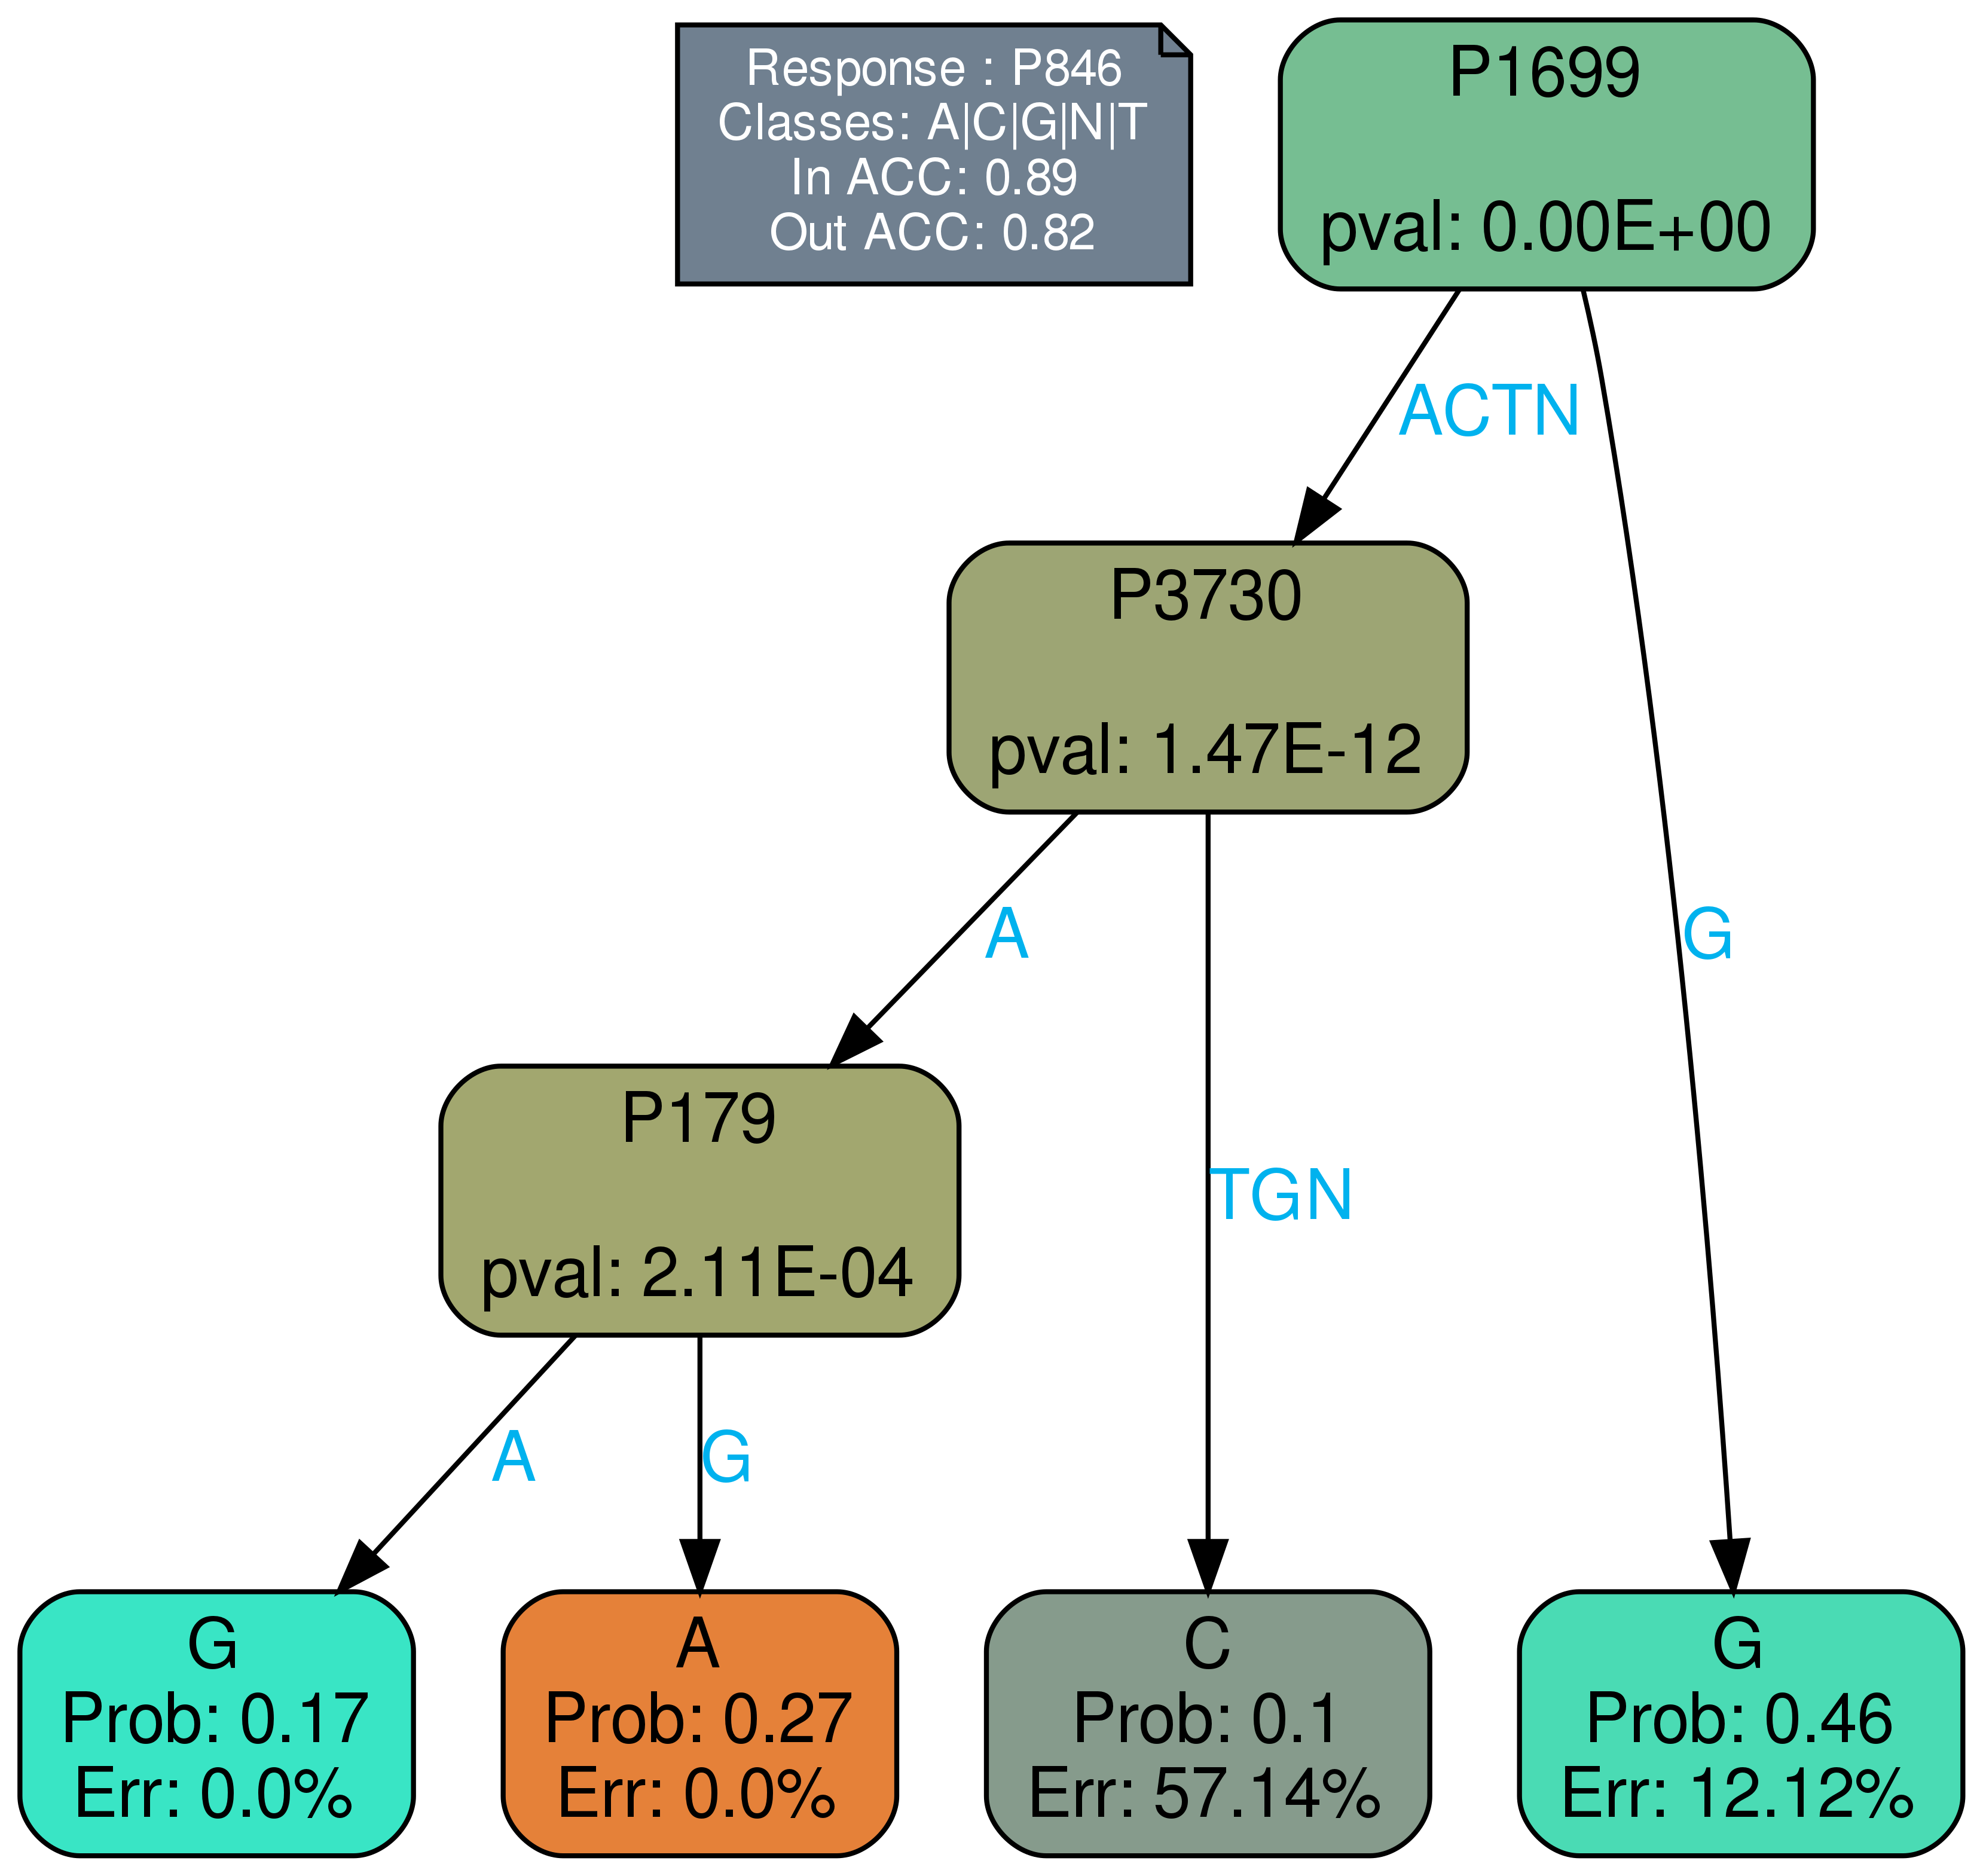 Response : P846
Classes: A|C|G|N|T
In ACC: 0.89
Out ACC: 0.82
P1699
pval: 0.00E+00
ACTN
P3730
pval: 1.47E-12
A
G
P179
pval: 2.11E-04
TGN
A
G
G
Prob: 0.17
Err: 0.0%
A
Prob: 0.27
Err: 0.0%
C
Prob: 0.1
Err: 57.14%
G
Prob: 0.46
Err: 12.12%